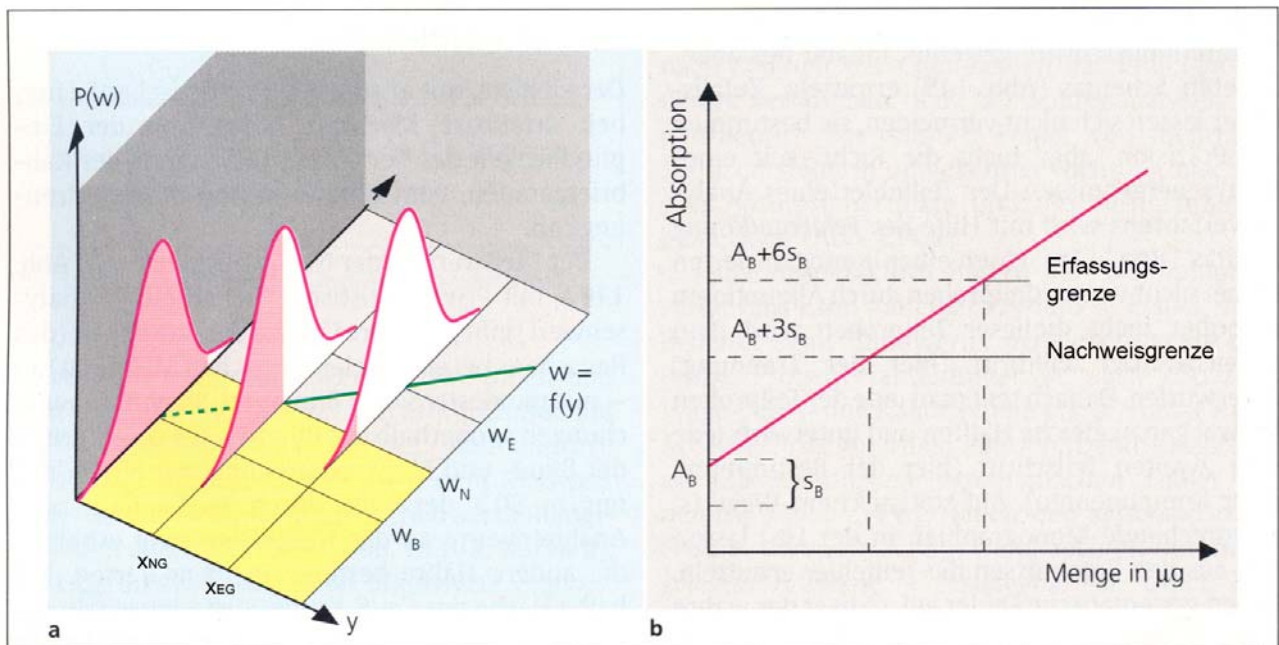 P(w)
w =
f(y)
w_E
w_N
w_B
x_NG
x_EG
y
a
Absorption
A_B+6s_B
Erfassungs-
grenze
A_B+3s_B
Nachweisgrenze
A_B
} s_B
Menge in µg
b